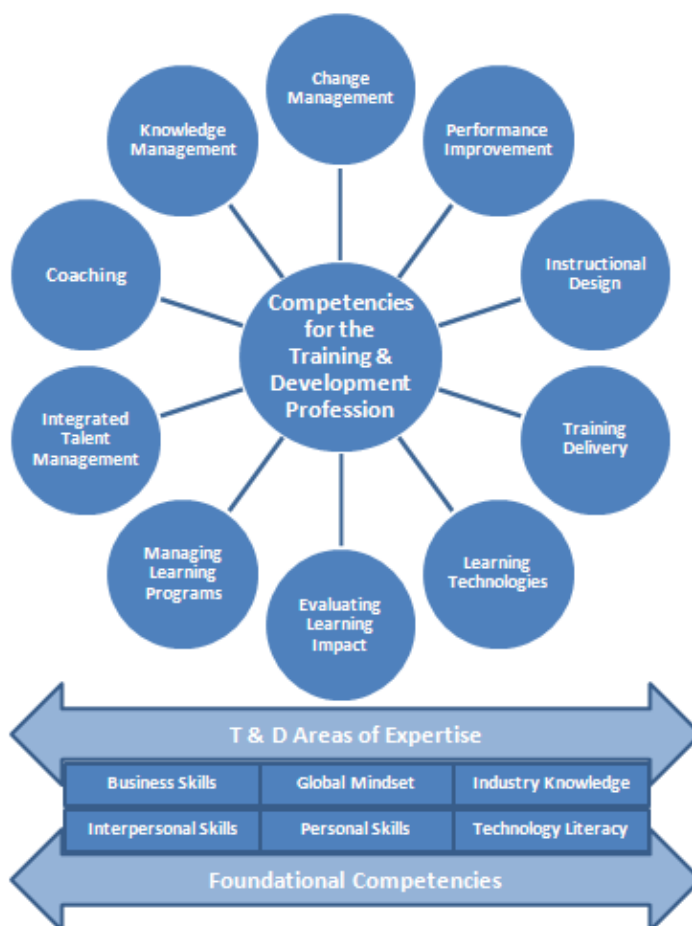 Change
Management
Performance
Improvement
Instructional
Design
Training
Delivery
Learning
Technologies
Evaluating
Learning
Impact
Managing
Learning
Programs
Integrated
Talent
Management
Coaching
Knowledge
Management
Competencies
for the
Training &
Development
Profession
T & D Areas of Expertise
Business Skills
Global Mindset
Industry Knowledge
Interpersonal Skills
Personal Skills
Technology Literacy
Foundational Competencies